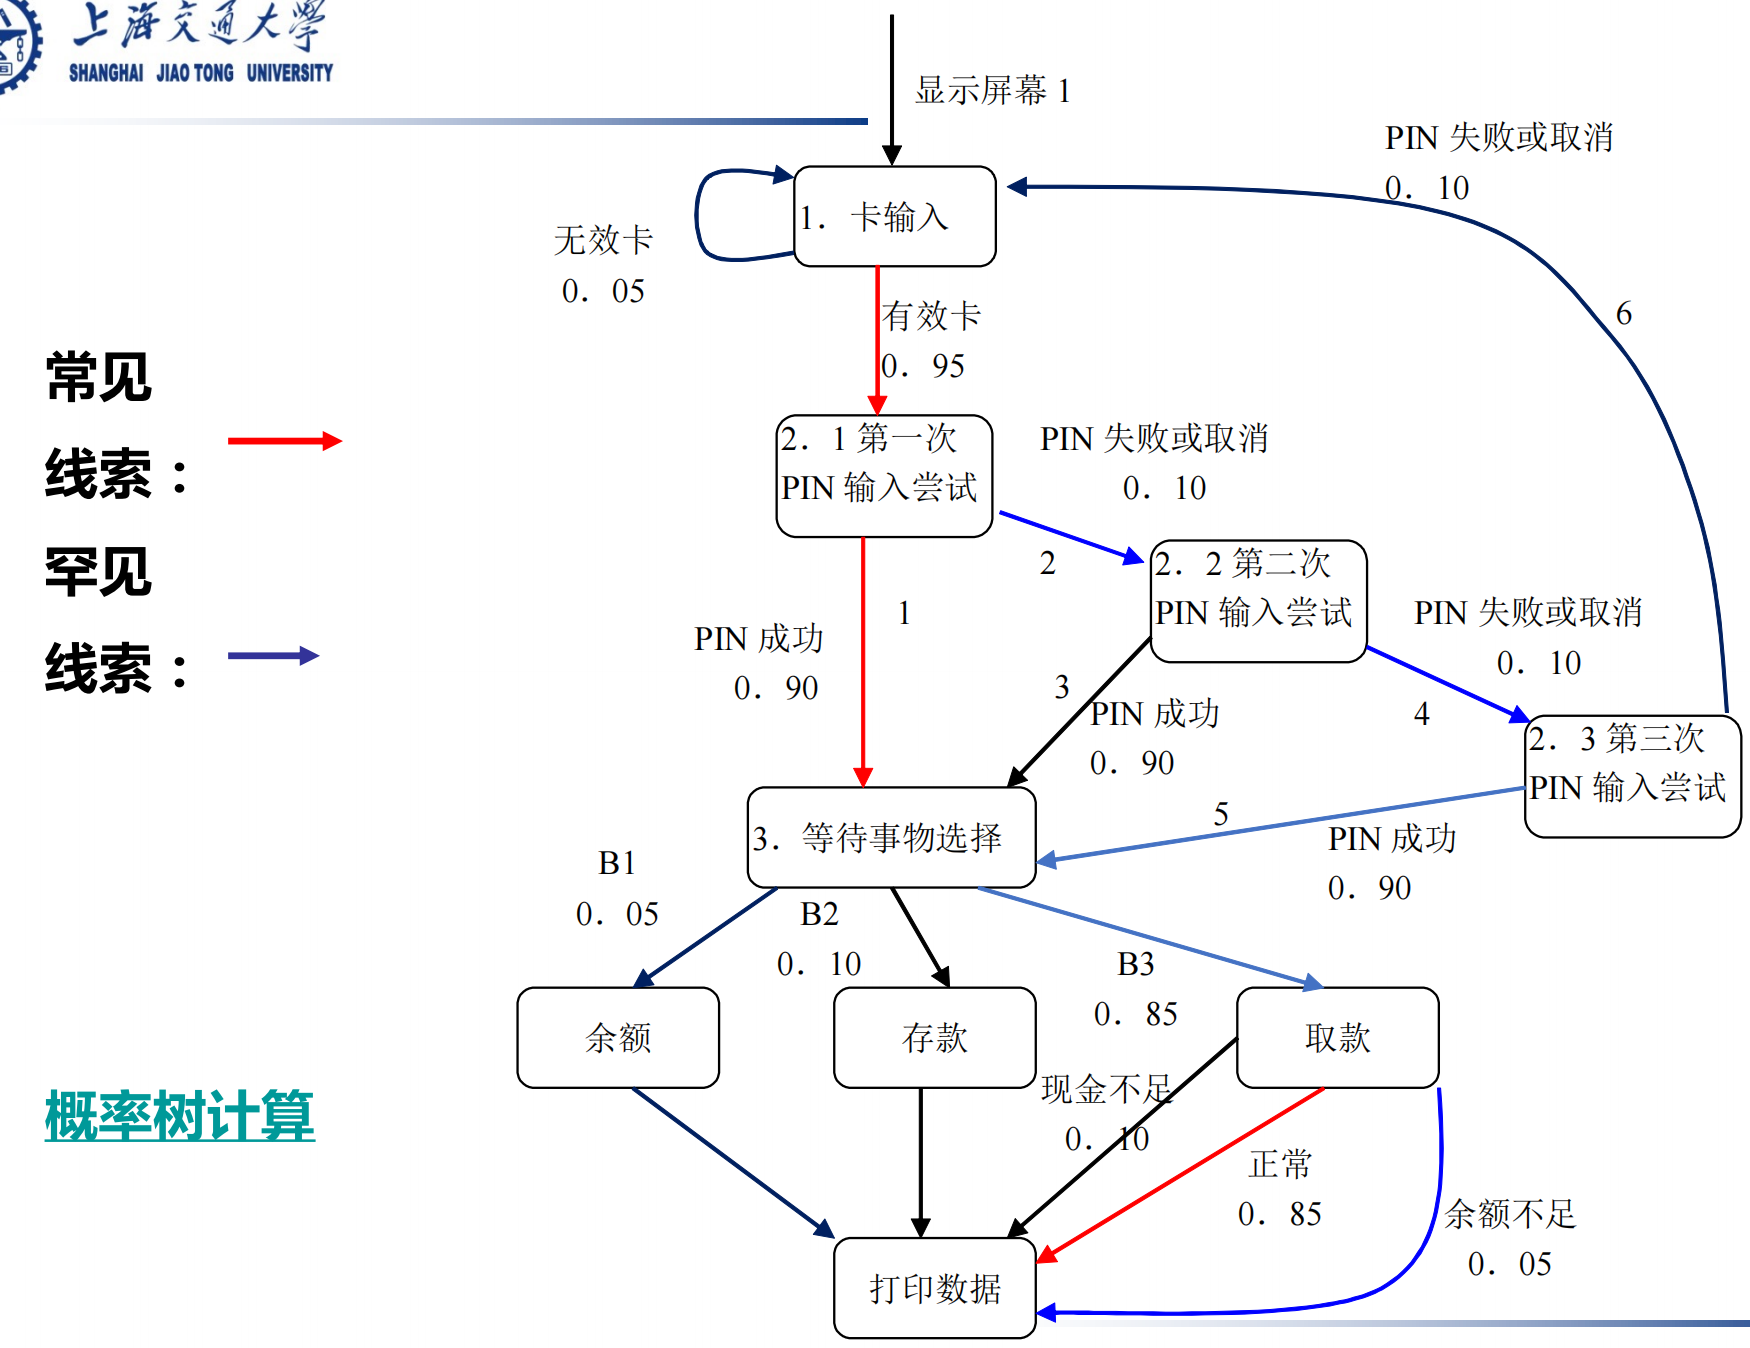 上海交通大学
SHANGHAI JIAO TONG UNIVERSITY
显示屏幕 1
PIN 失败或取消
0. 10
1. 卡输入
无效卡
0. 05
有效卡
0. 95
6
常见
线索：
罕见
线索：
2. 1 第一次
PIN 输入尝试
PIN 失败或取消
0. 10
2
2. 2 第二次
PIN 输入尝试
1
PIN 成功
0. 90
PIN 失败或取消
0. 10
3
PIN 成功
0. 90
4
2. 3 第三次
PIN 输入尝试
5
PIN 成功
0. 90
3. 等待事物选择
B1
0. 05
B2
0. 10
B3
0. 85
余额
存款
取款
概率树计算
现金不足
0. 10
正常
0. 85
余额不足
0. 05
打印数据